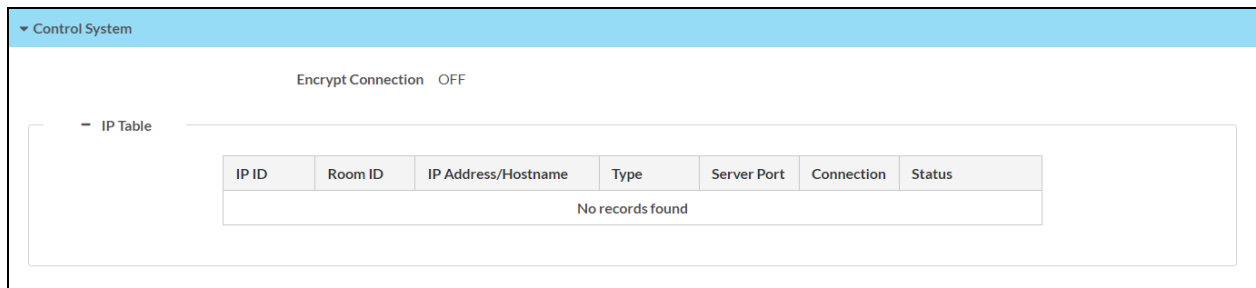 Control System
Encrypt Connection OFF
IP Table
IP ID Room ID IP Address/Hostname Type Server Port Connection Status
No records found